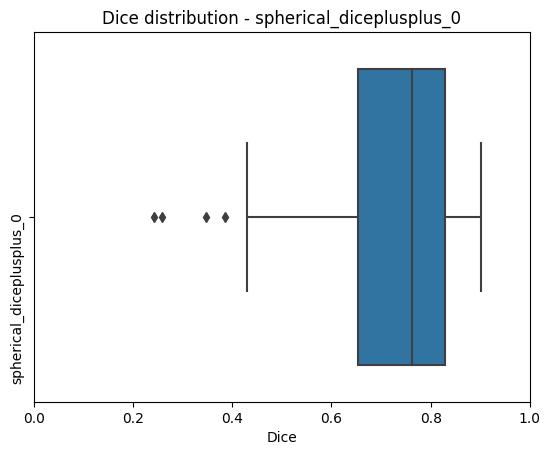 Dice distribution - spherical_diceplusplus_0
spherical_diceplusplus_0
0.0 0.2 0.4 0.6 0.8 1.0
Dice